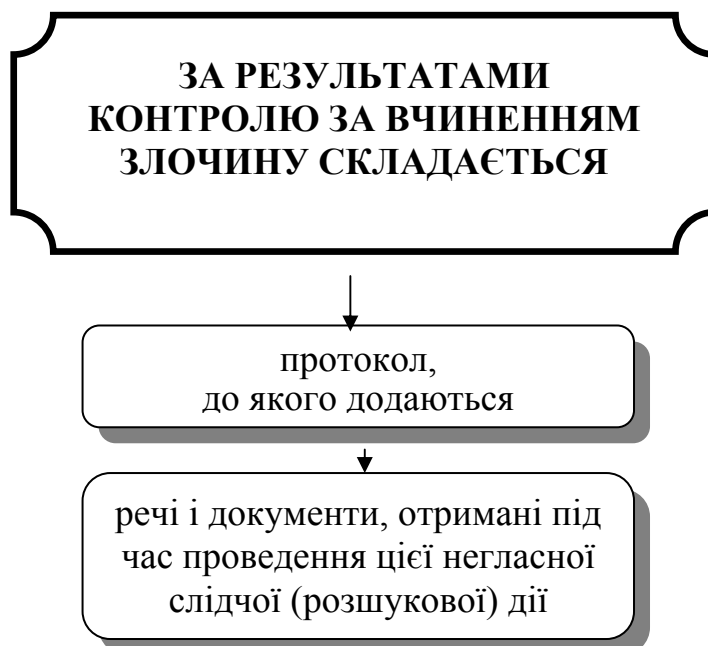 ЗА РЕЗУЛЬТАТАМИ
КОНТРОЛЮ ЗА ВЧИНЕННЯМ
ЗЛОЧИНУ СКЛАДАЄТЬСЯ
протокол,
до якого додаються
речі і документи, отримані під
час проведення цієї негласної
слідчої (розшукової) дії